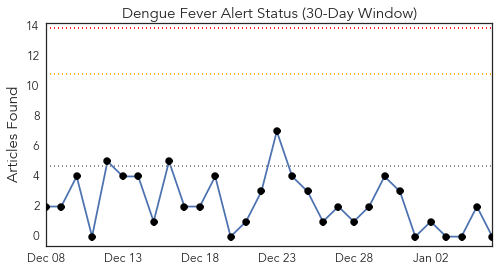 Dengue Fever Alert Status (30-Day Window)
14
12
10
8
6
4
2
0
Articles Found
Dec 08 Dec 13 Dec 18 Dec 23 Dec 28 Jan 02